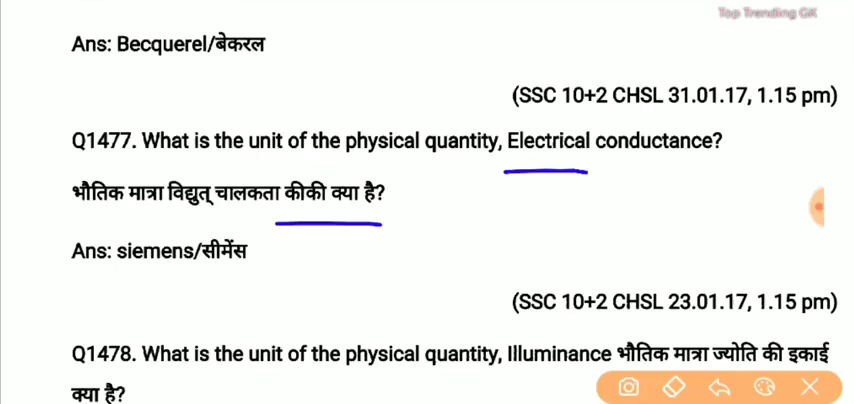 Top Trending GK
Ans: Becquerel/बेकरल
(SSC 10+2 CHSL 31.01.17, 1.15 pm)
Q1477. What is the unit of the physical quantity, Electrical conductance?
भौतिक मात्रा विद्युत् चालकता कीकी क्या है?
Ans: siemens/सीमेंस
(SSC 10+2 CHSL 23.01.17, 1.15 pm)
Q1478. What is the unit of the physical quantity, Illuminance भौतिक मात्रा ज्योति की इकाई
क्या है?